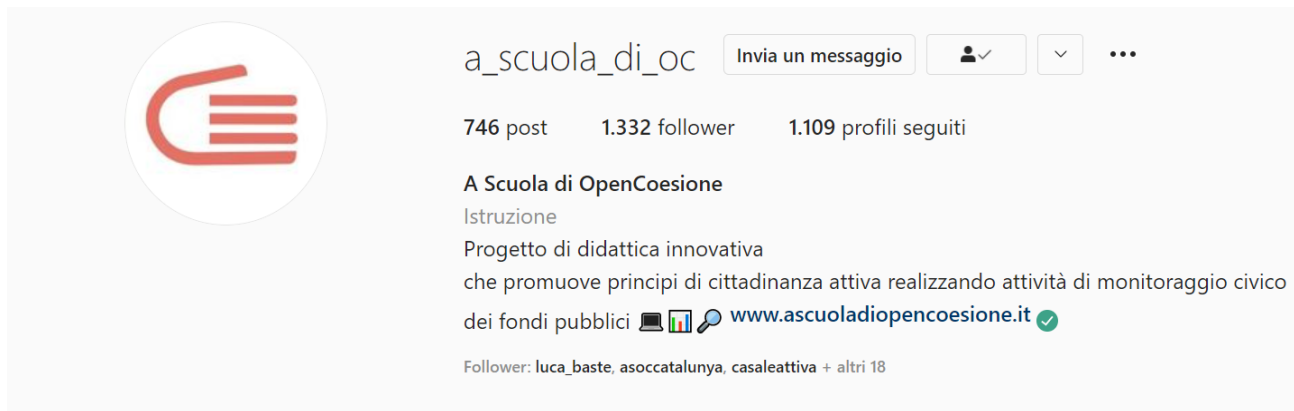 a_scuola_di_oc Invia un messaggio
746 post 1.332 follower 1.109 profili seguiti
A Scuola di OpenCoesione
Istruzione
Progetto di didattica innovativa
che promuove principi di cittadinanza attiva realizzando attività di monitoraggio civico
dei fondi pubblici 💻📊🔎 www.ascuoladiopencoesione.it
Follower: luca_baste, asoccatalunya, casaleattiva + altri 18